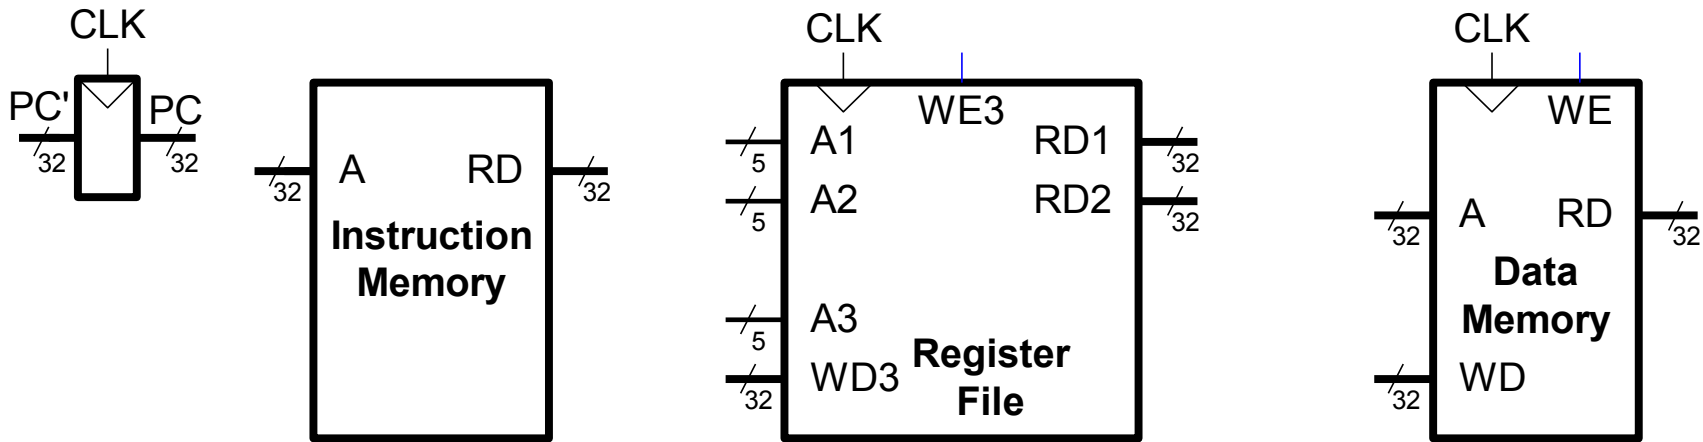 CLK
PC' PC
32 32
A RD
32 32
Instruction
Memory
CLK
WE3
A1 RD1
5 32
A2 RD2
5 32
A3
5
WD3
32
Register
File
CLK
WE
A RD
32 32
Data
Memory
WD
32